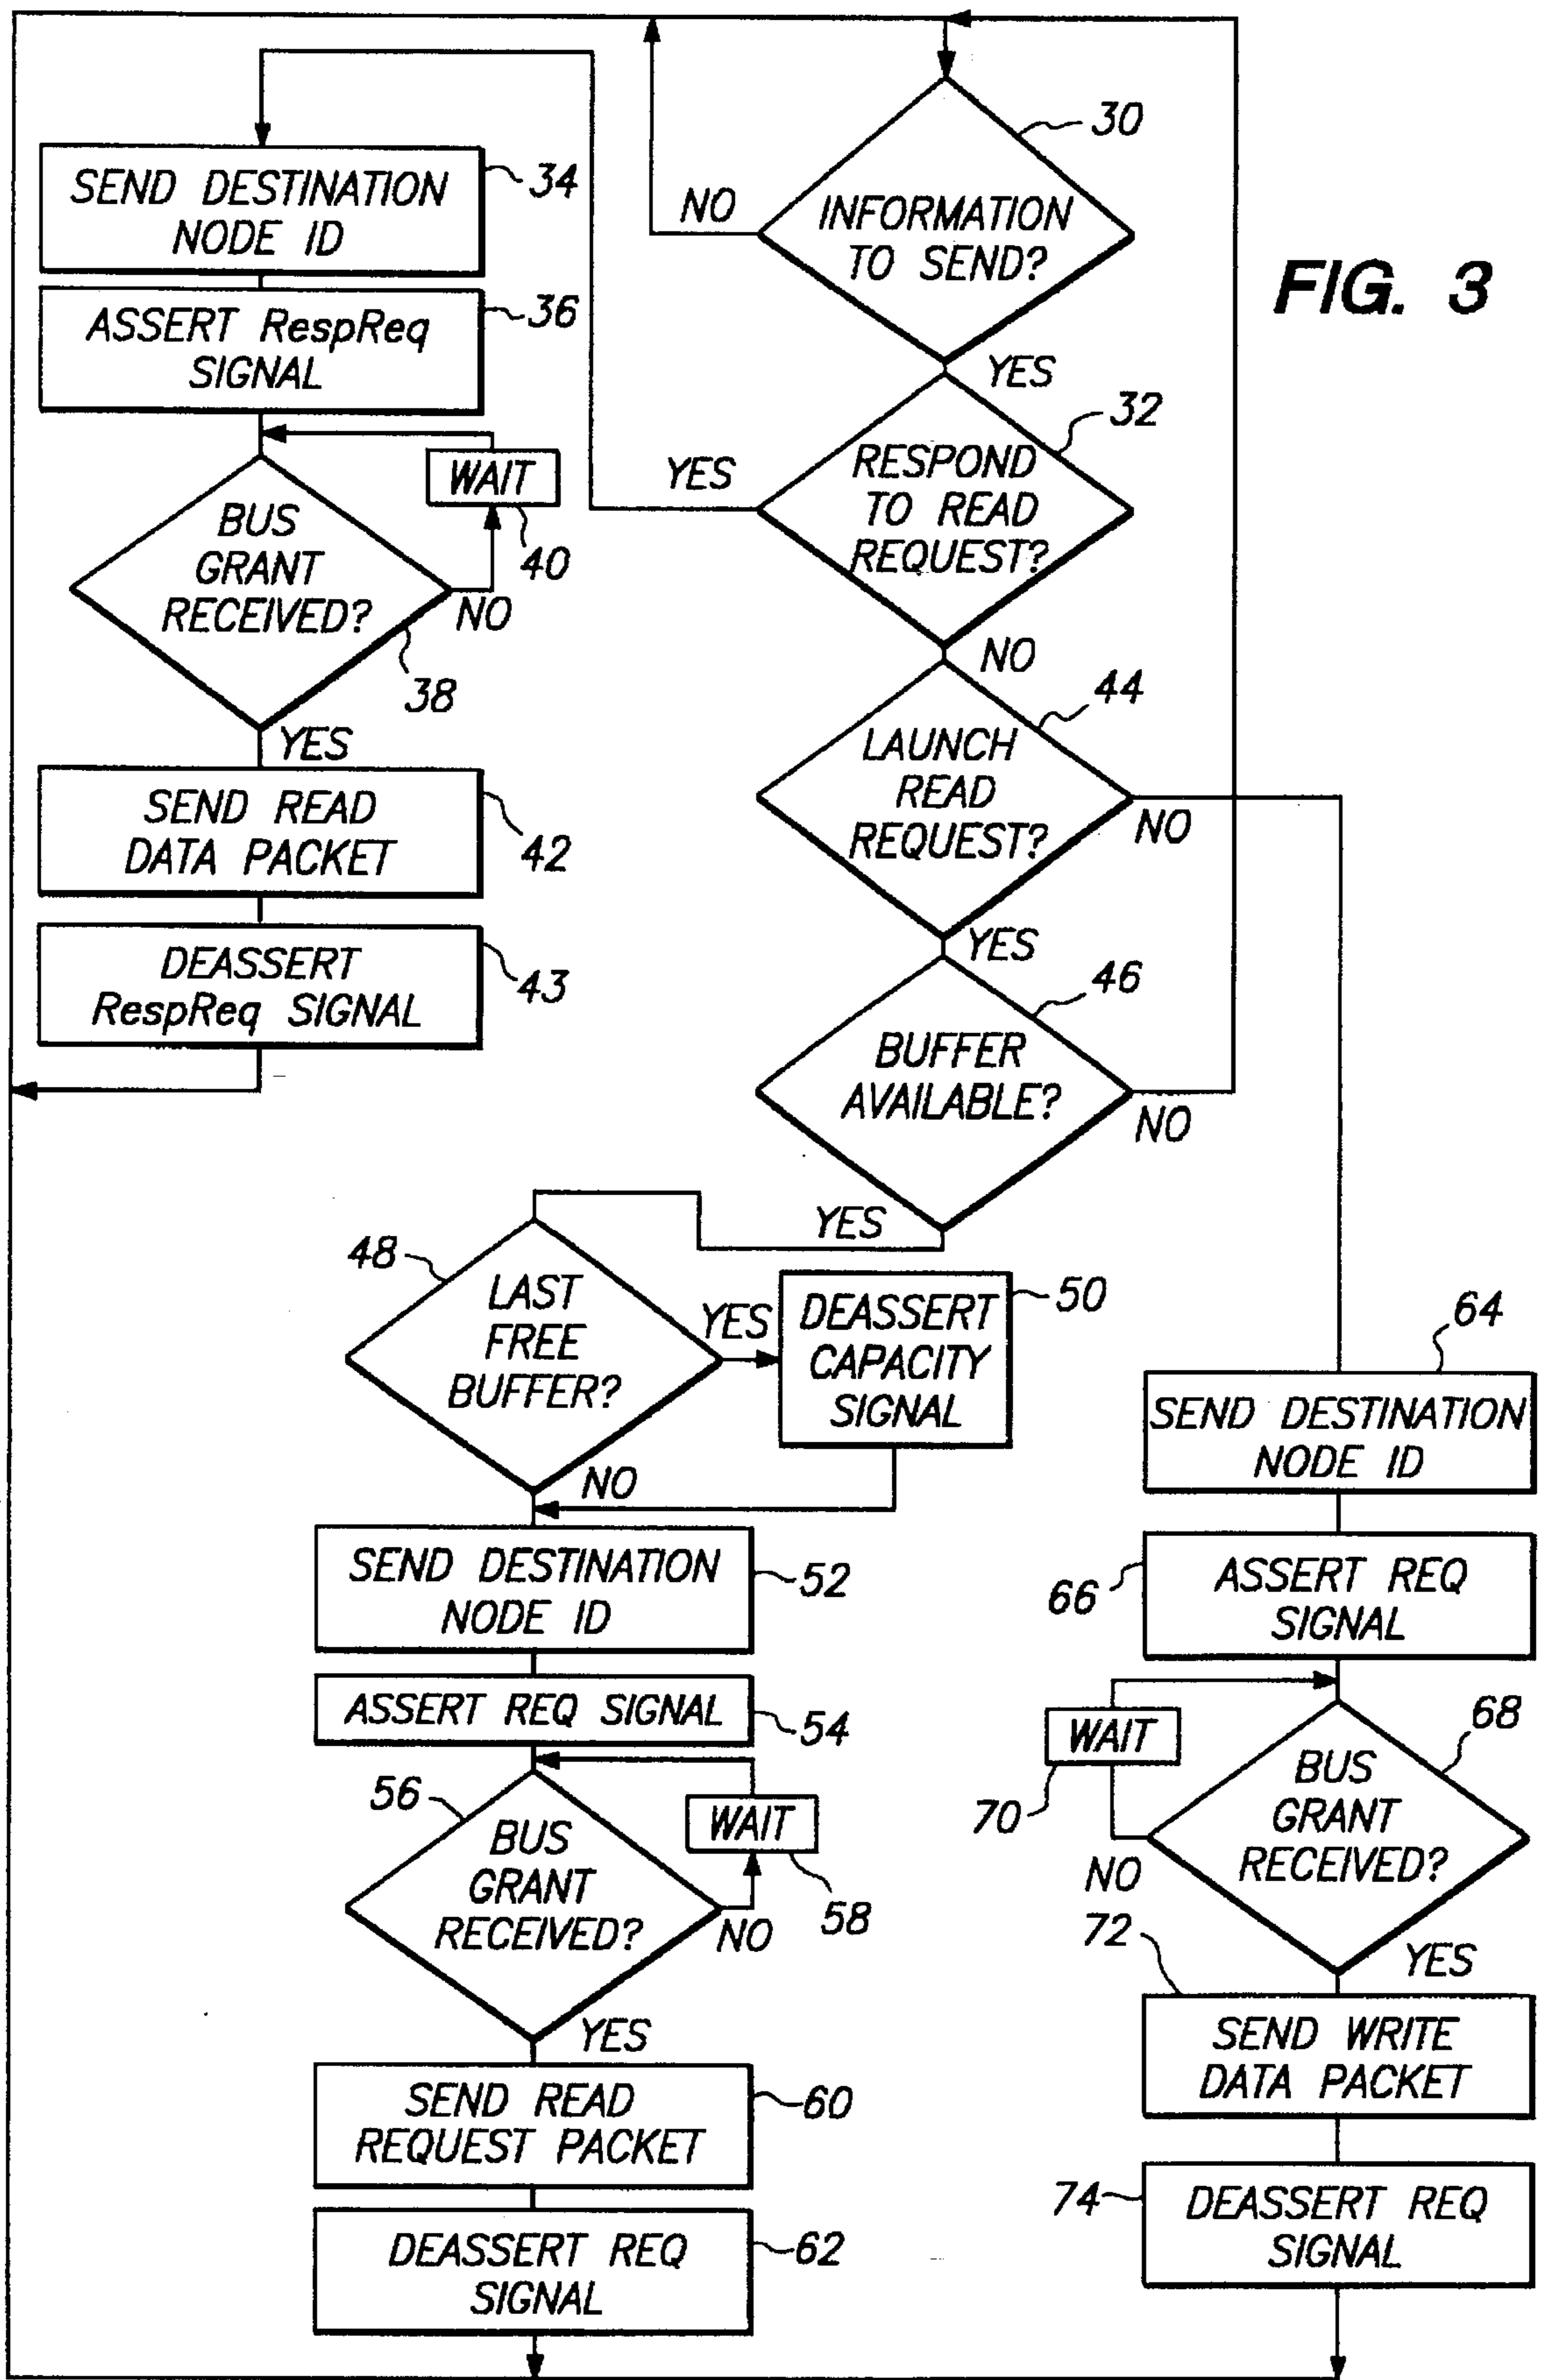 30
34
SEND DESTINATION
NODE ID
NO
INFORMATION
TO SEND?
FIG. 3
36
ASSERT RespReq
SIGNAL
YES
32
RESPOND
TO READ
REQUEST?
YES
WAIT
40
BUS
GRANT
RECEIVED?
NO
38
YES
NO
44
LAUNCH
READ
REQUEST?
NO
SEND READ
DATA PACKET
42
YES
DEASSERT
RespReq SIGNAL
43
46
BUFFER
AVAILABLE?
NO
YES
48
LAST
FREE
BUFFER?
YES
DEASSERT
CAPACITY
SIGNAL
50
NO
64
SEND DESTINATION
NODE ID
SEND DESTINATION
NODE ID
52
66
ASSERT REQ
SIGNAL
ASSERT REQ SIGNAL
54
56
BUS
GRANT
RECEIVED?
WAIT
58
NO
YES
WAIT
70
68
BUS
GRANT
RECEIVED?
NO
YES
72
SEND WRITE
DATA PACKET
SEND READ
REQUEST PACKET
60
DEASSERT REQ
SIGNAL
62
74
DEASSERT REQ
SIGNAL